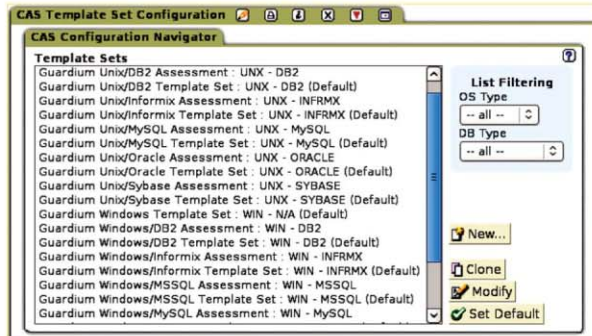 CAS Template Set Configuration
CAS Configuration Navigator
Template Sets
Guardium Unix/DB2 Assessment : UNX - DB2
Guardium Unix/DB2 Template Set : UNX - DB2 (Default)
Guardium Unix/Informix Assessment : UNX - INFRMX
Guardium Unix/Informix Template Set : UNX - INFRMX (Default)
Guardium Unix/MySQL Assessment : UNX - MySQL
Guardium Unix/MySQL Template Set : UNX - MySQL (Default)
Guardium Unix/Oracle Assessment : UNX - ORACLE
Guardium Unix/Oracle Template Set : UNX - ORACLE (Default)
Guardium Unix/Sybase Assessment : UNX - SYBASE
Guardium Unix/Sybase Template Set : UNX - SYBASE (Default)
Guardium Windows Template Set : WIN - N/A (Default)
Guardium Windows/DB2 Assessment : WIN - DB2
Guardium Windows/DB2 Template Set : WIN - DB2 (Default)
Guardium Windows/Informix Assessment : WIN - INFRMX
Guardium Windows/Informix Template Set : WIN - INFRMX (Default)
Guardium Windows/MSSQL Assessment : WIN - MSSQL
Guardium Windows/MSSQL Template Set : WIN - MSSQL (Default)
Guardium Windows/MySQL Assessment : WIN - MySQL
?
List Filtering
OS Type
-- all --
DB Type
-- all --
New...
Clone
Modify
Set Default